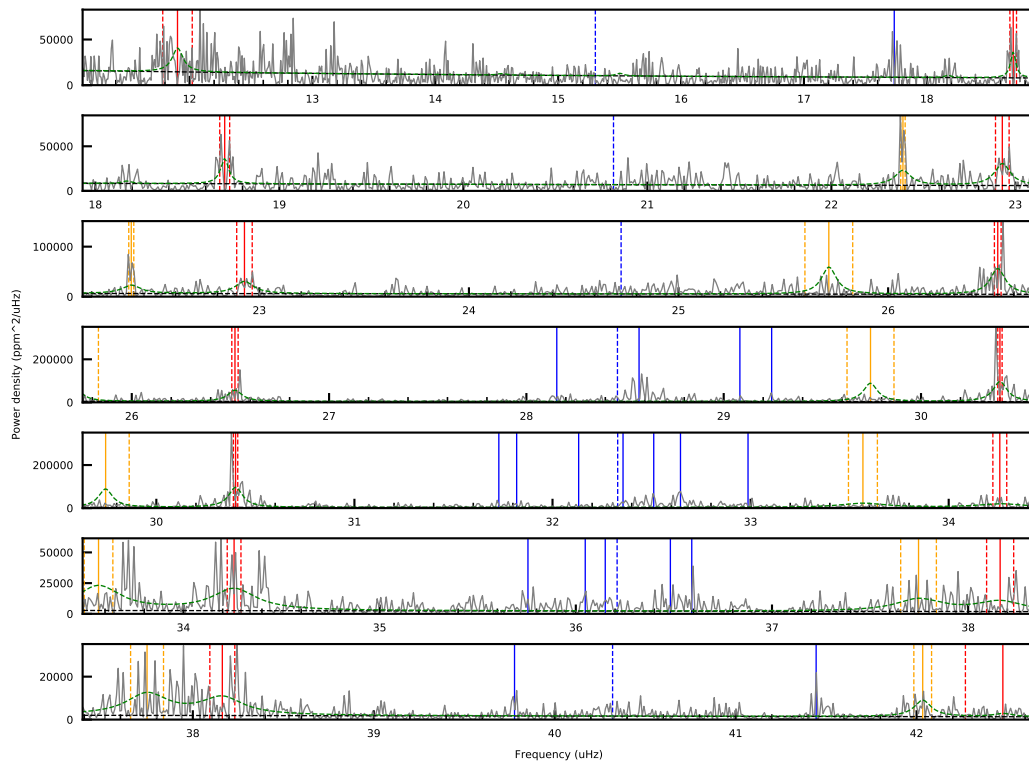 50000
0
12 13 14 15 16 17 18
50000
0
18 19 20 21 22 23
100000
0
23 24 25 26
200000
0
26 27 28 29 30
200000
0
30 31 32 33 34
50000
25000
0
34 35 36 37 38
20000
0
38 39 40 41 42
Power density (ppm^2/uHz)
Frequency (uHz)